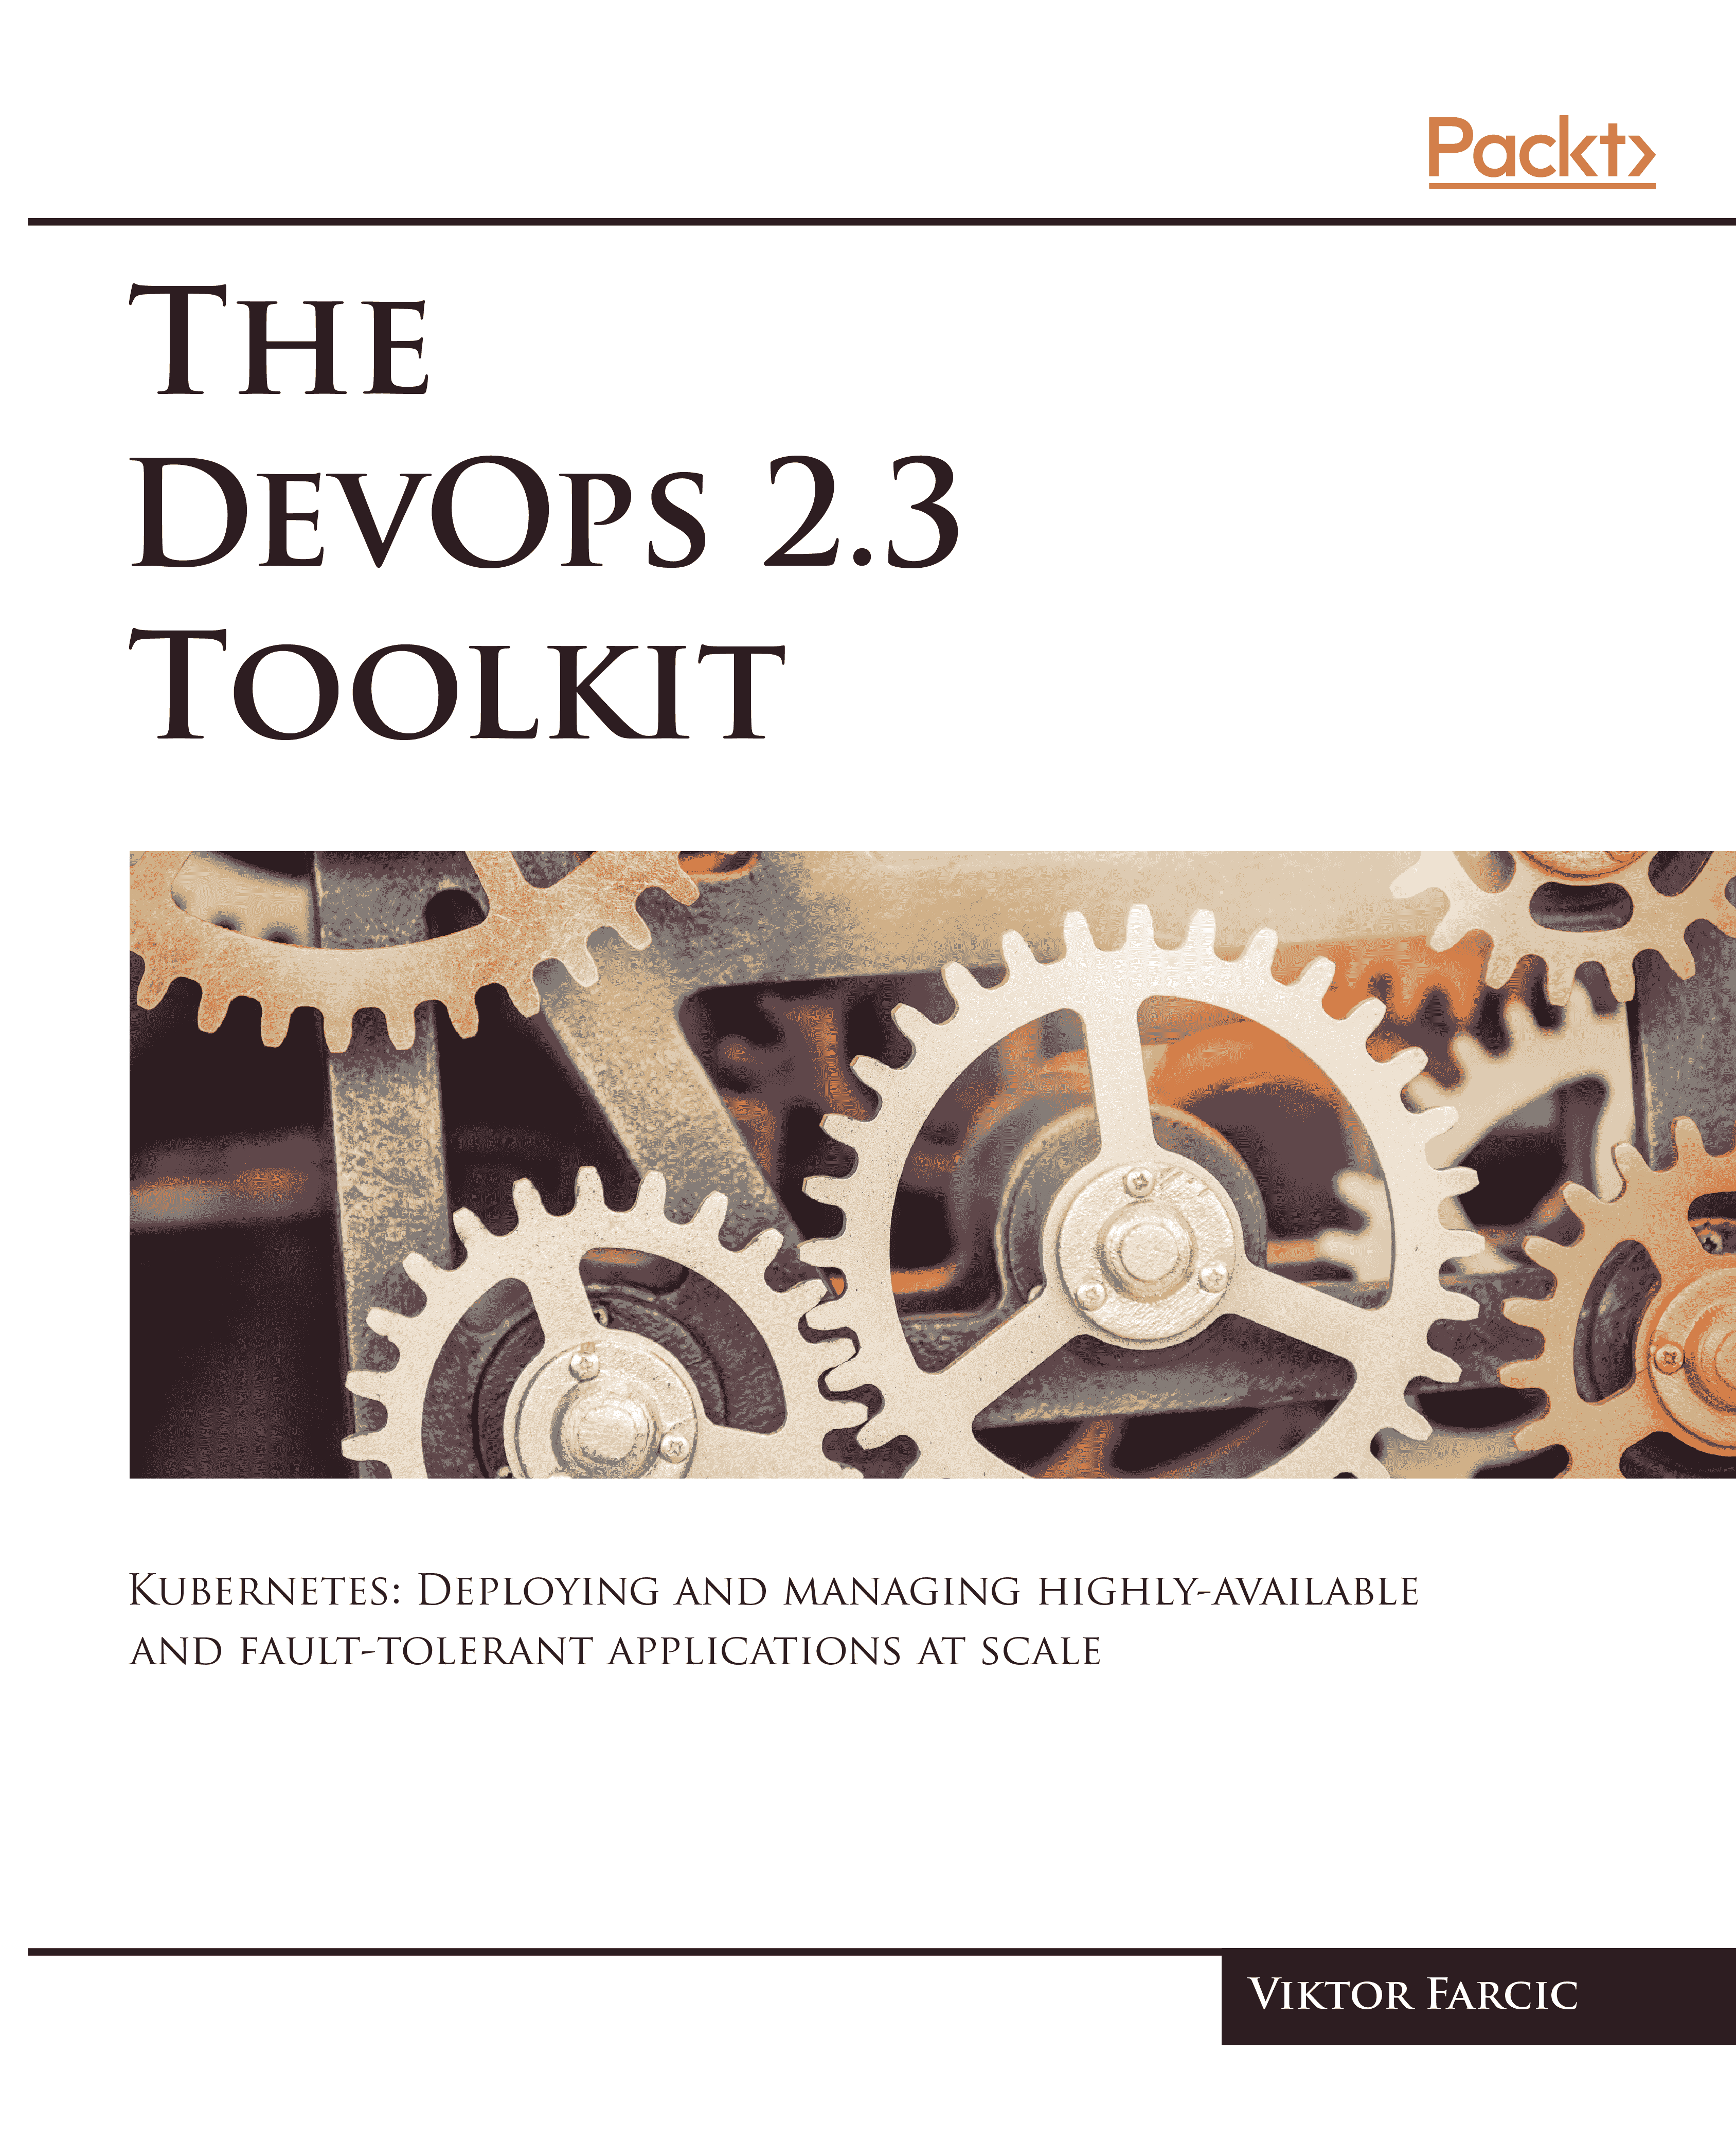 Packt>
THE
DEVOPS 2.3
TOOLKIT
KUBERNETES: DEPLOYING AND MANAGING HIGHLY-AVAILABLE
AND FAULT-TOLERANT APPLICATIONS AT SCALE
VIKTOR FARCIC